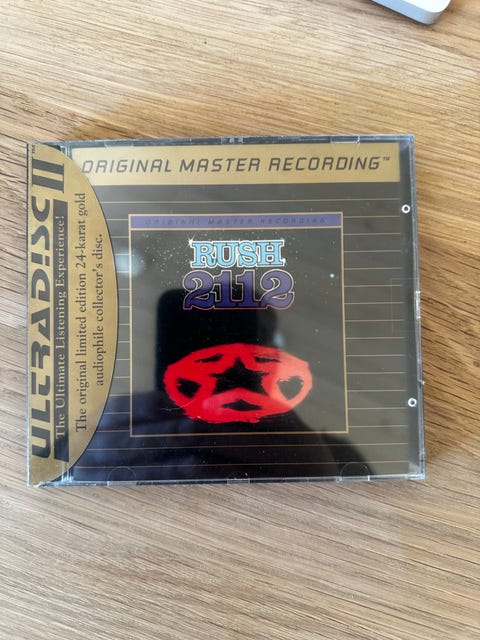 ORIGINAL MASTER RECORDING™
ULTRADISC II™
The Ultimate Listening Experience!
The original limited edition 24-karat gold
audiophile collector's disc.
ORIGINAL MASTER RECORDING
RUSH
2112